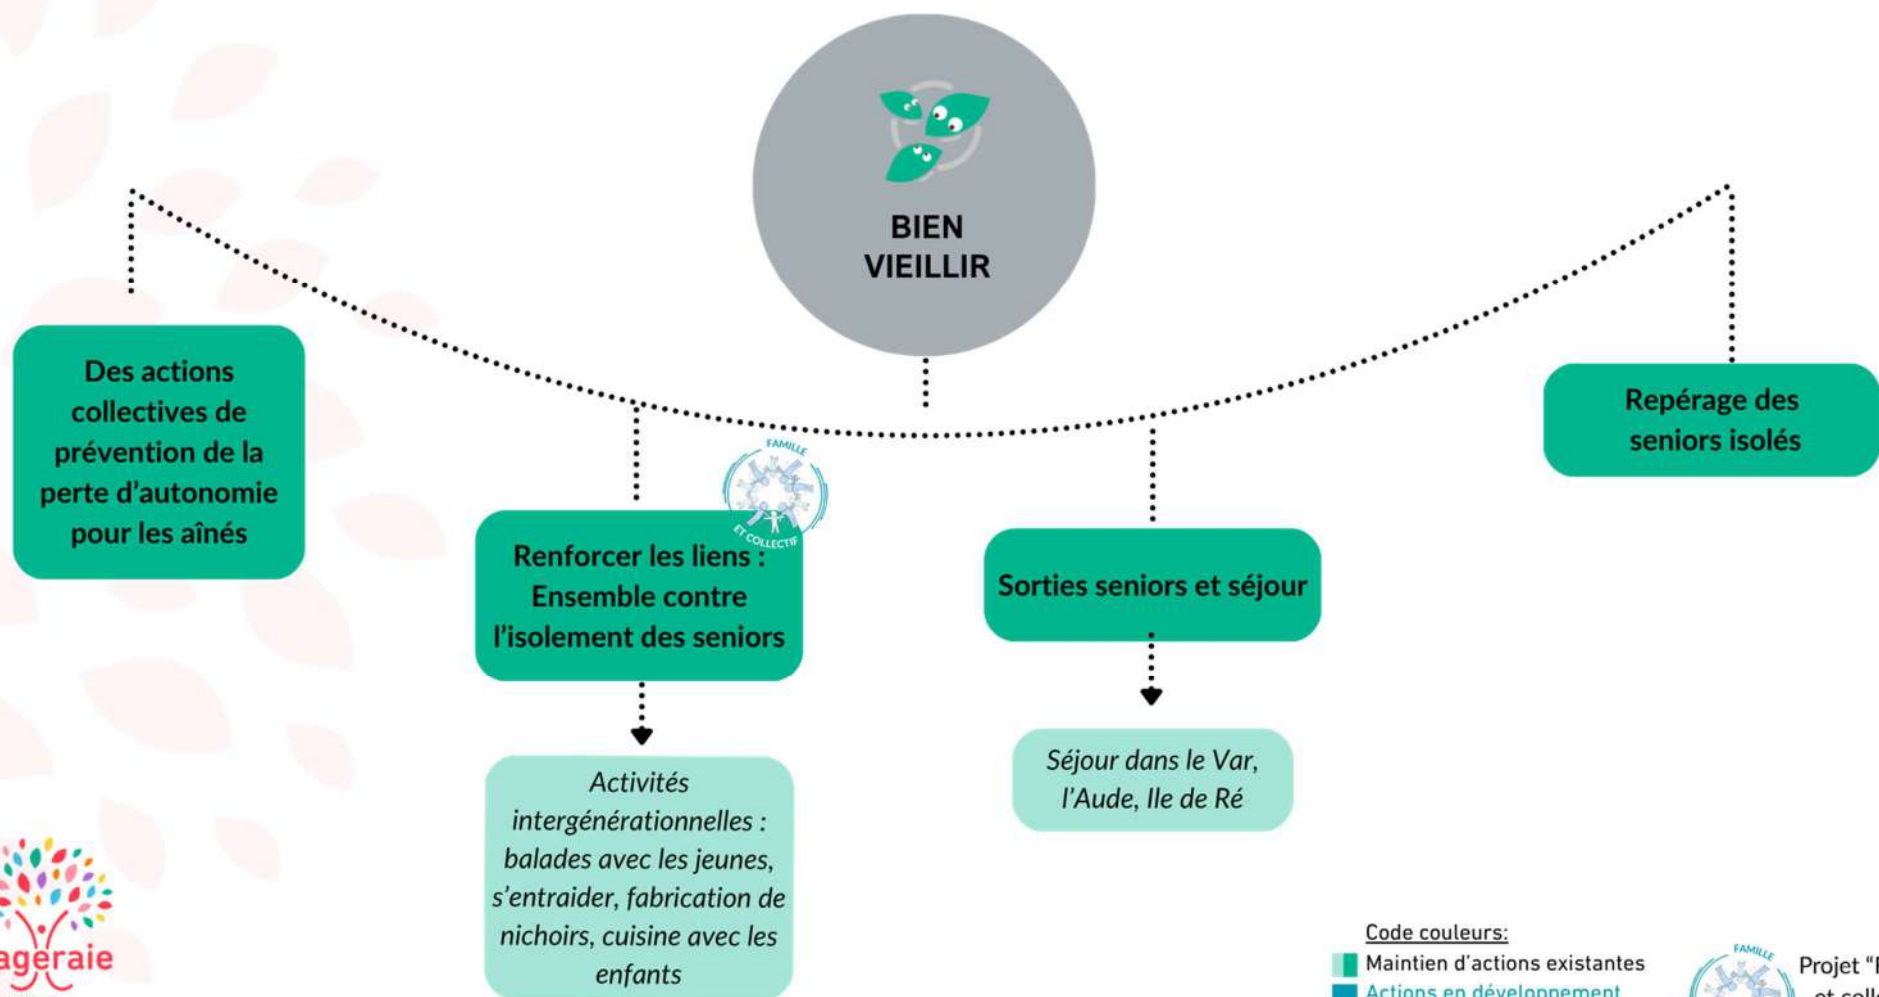 BIEN
VIEILLIR
Des actions
collectives de
prévention de la
perte d'autonomie
pour les aînés
FAMILLE
ET COLLECTIF
Renforcer les liens :
Ensemble contre
l'isolement des seniors
Sorties seniors et séjour
Repérage des
seniors isolés
Activités
intergénérationnelles :
balades avec les jeunes,
s'entraider, fabrication de
nichoirs, cuisine avec les
enfants
Séjour dans le Var,
l'Aude, Ile de Ré
ageraie
Code couleurs:
Maintien d'actions existantes
Actions en développement
FAMILLE
Projet